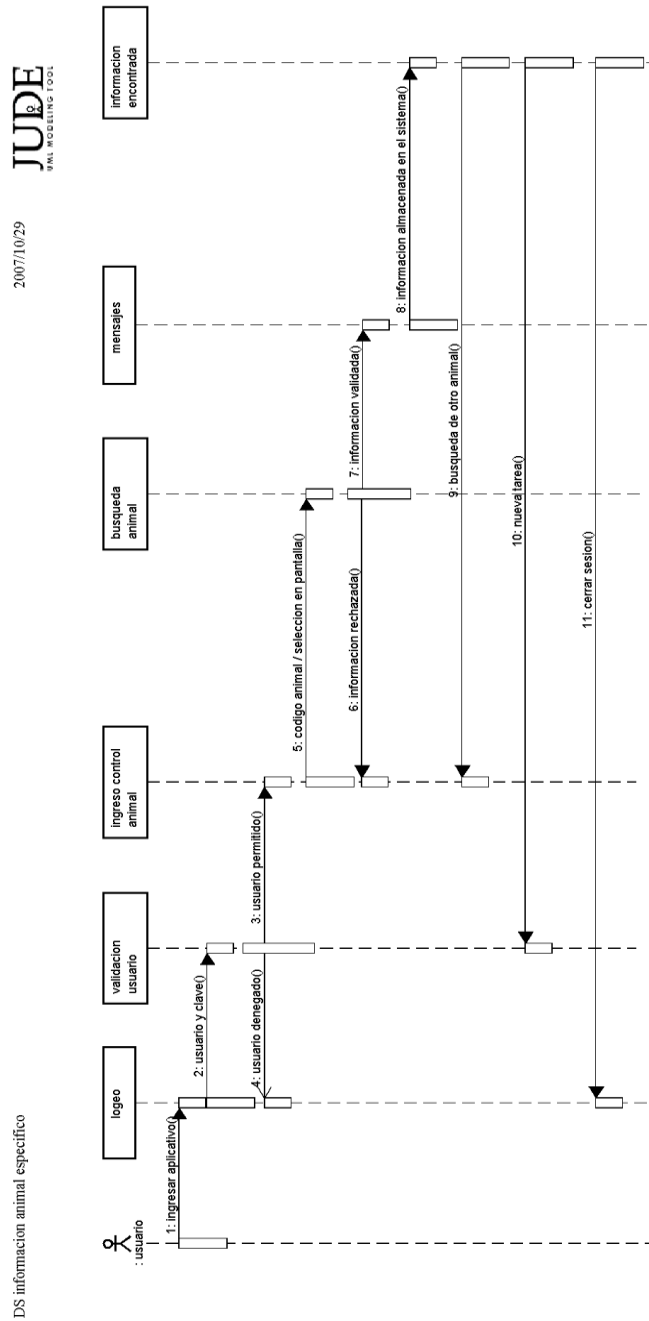 DS informacion animal especifico
2007/10/29
JUDE
UML MODELING TOOL
: usuario
logeo
validacion
usuario
ingreso control
animal
busqueda
animal
mensajes
informacion
encontrada
1: ingresar aplicativo()
2: usuario y clave()
3: usuario permitido()
4: usuario denegado()
5: codigo animal / seleccion en pantalla()
6: informacion rechazada()
7: informacion validada()
8: informacion almacenada en el sistema()
9: busqueda de otro animal()
10: nueva tarea()
11: cerrar sesion()